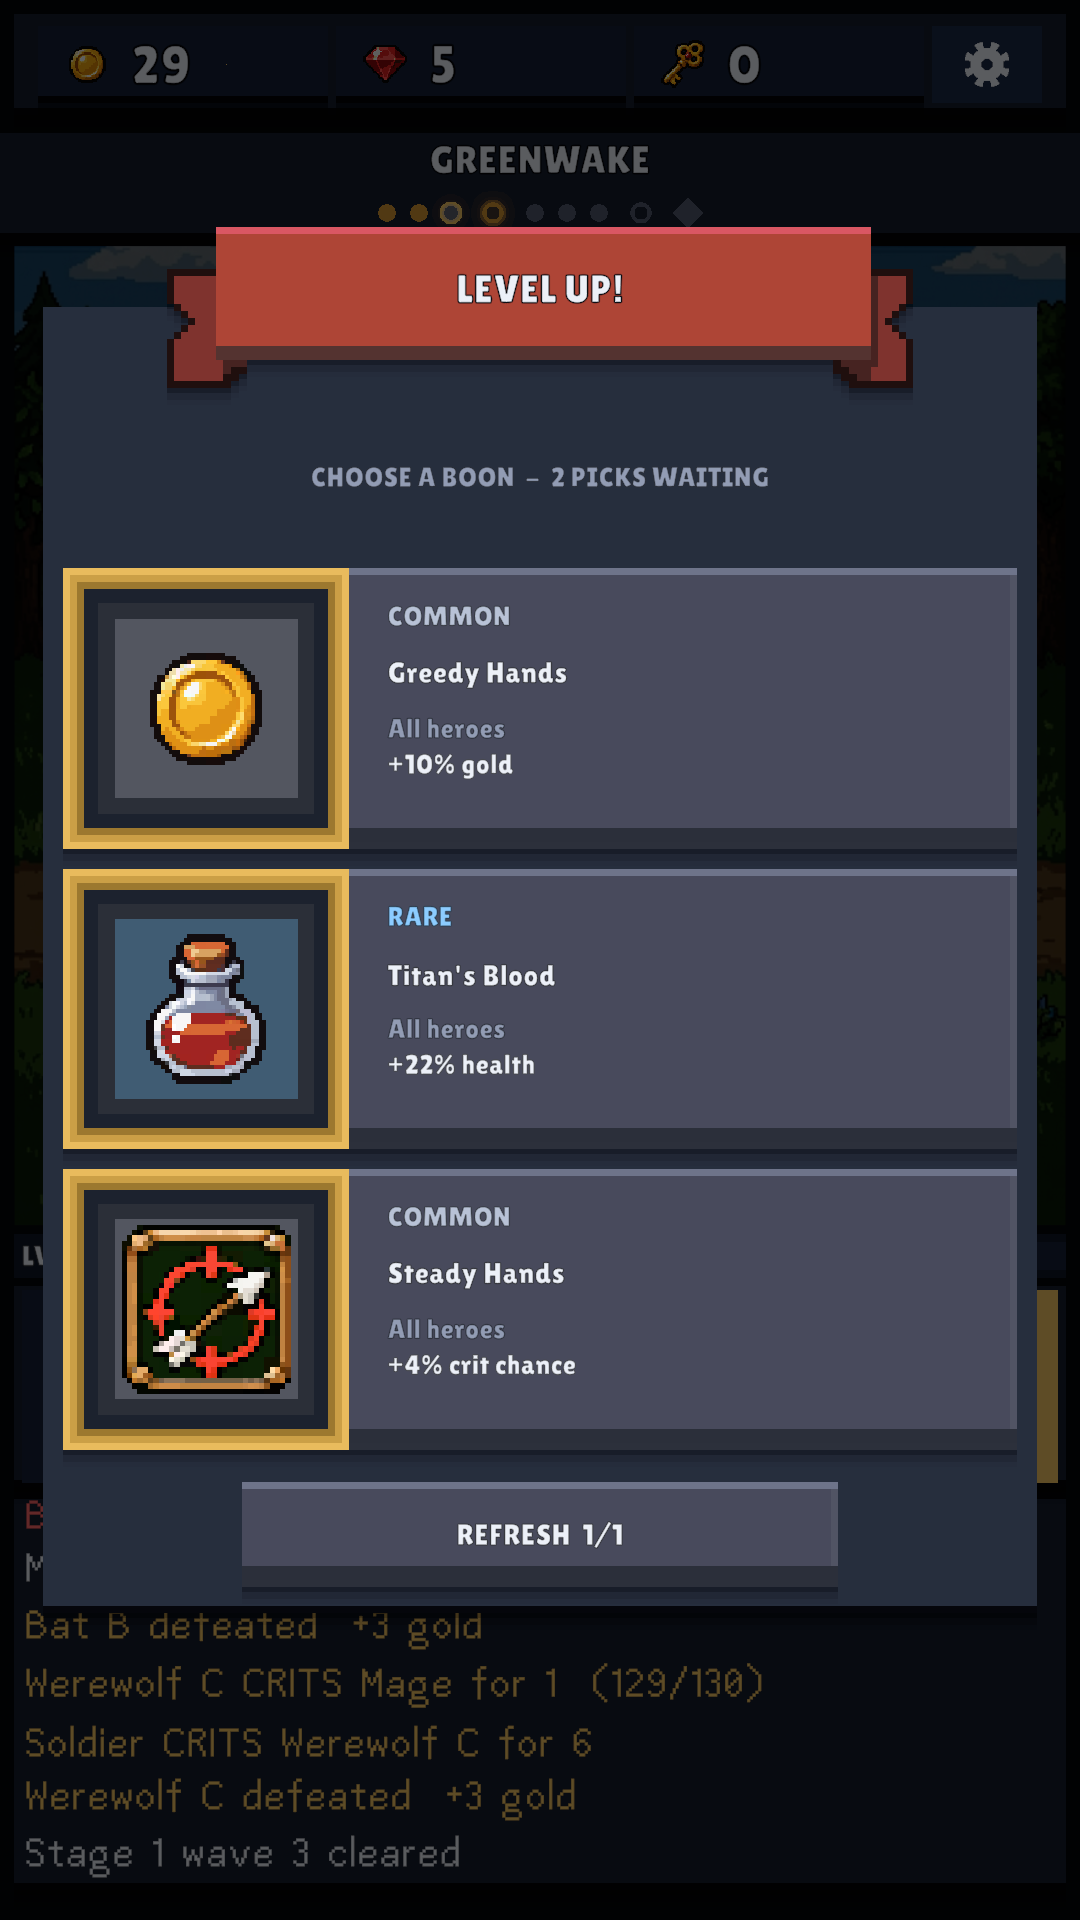 29
5
0
GREENWAKE
LEVEL UP!
CHOOSE A BOON – 2 PICKS WAITING
COMMON
Greedy Hands
All heroes
+10% gold
RARE
Titan's Blood
All heroes
+22% health
COMMON
Steady Hands
All heroes
+4% crit chance
REFRESH 1/1
Bat B defeated +3 gold
Werewolf C CRITS Mage for 1 (129/130)
Soldier CRITS Werewolf C for 6
Werewolf C defeated +3 gold
Stage 1 wave 3 cleared